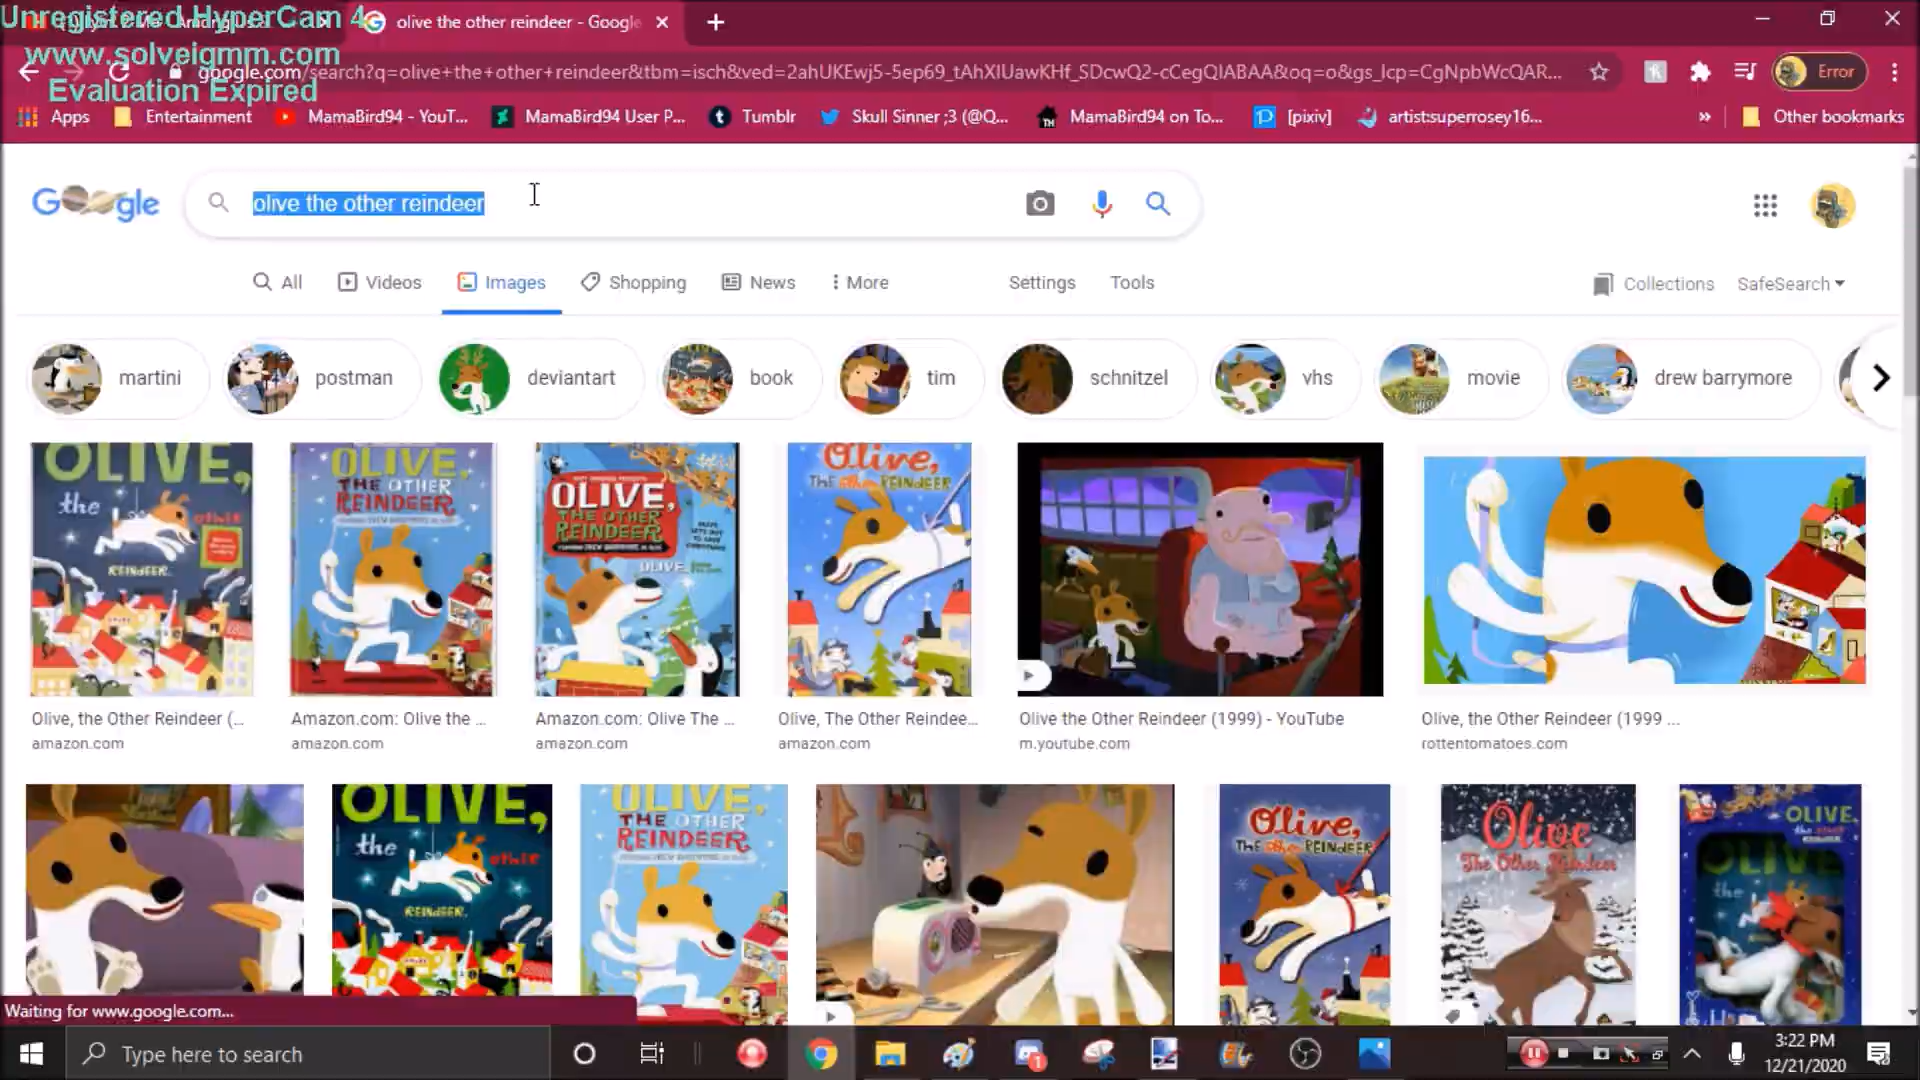 Unregistered HyperCam 4
www.solveigmm.com
Evaluation Expired
olive the other reindeer - Google
google.com/search?q=olive+the+other+reindeer&tbm=isch&ved=2ahUKEwj5-5ep69_tAhXIUawKHf_SDcwQ2-cCegQIABAA&oq=o&gs_lcp=CgNpbWcQAR...
Error
Apps
Entertainment
MamaBird94 - YouT...
MamaBird94 User P...
Tumblr
Skull Sinner ;3 (@Q...
MamaBird94 on To...
[pixiv]
artist:superrosey16...
»
Other bookmarks
Google
olive the other reindeer
All
Videos
Images
Shopping
News
More
Settings
Tools
Collections
SafeSearch
martini
postman
deviantart
book
tim
schnitzel
vhs
movie
drew barrymore
OLIVE,
the
other
REINDEER.
OLIVE,
THE OTHER
REINDEER
OLIVE,
THE OTHER
REINDEER
OLIVE
Olive,
THE Other REINDEER
Olive, the Other Reindeer (...
amazon.com
Amazon.com: Olive the ...
amazon.com
Amazon.com: Olive The ...
amazon.com
Olive, The Other Reindee...
amazon.com
Olive the Other Reindeer (1999) - YouTube
m.youtube.com
Olive, the Other Reindeer (1999 ...
rottentomatoes.com
OLIVE,
the
other
REINDEER.
OLIVE,
THE OTHER
REINDEER
Olive,
THE Other REINDEER
Olive
The Other Reindeer
OLIVE,
the other
REINDEER
OLIVE
the
Waiting for www.google.com...
Type here to search
1
3:22 PM
12/21/2020